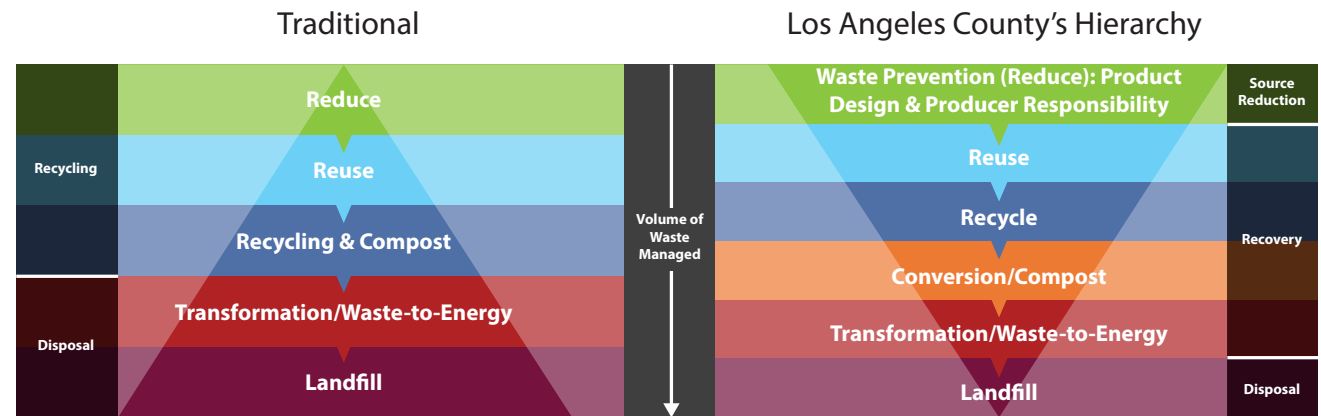 Traditional
Los Angeles County's Hierarchy
Recycling
Disposal
Reduce
Reuse
Recycling & Compost
Transformation/Waste-to-Energy
Landfill
Volume of
Waste
Managed
Waste Prevention (Reduce): Product
Design & Producer Responsibility
Reuse
Recycle
Conversion/Compost
Transformation/Waste-to-Energy
Landfill
Source
Reduction
Recovery
Disposal